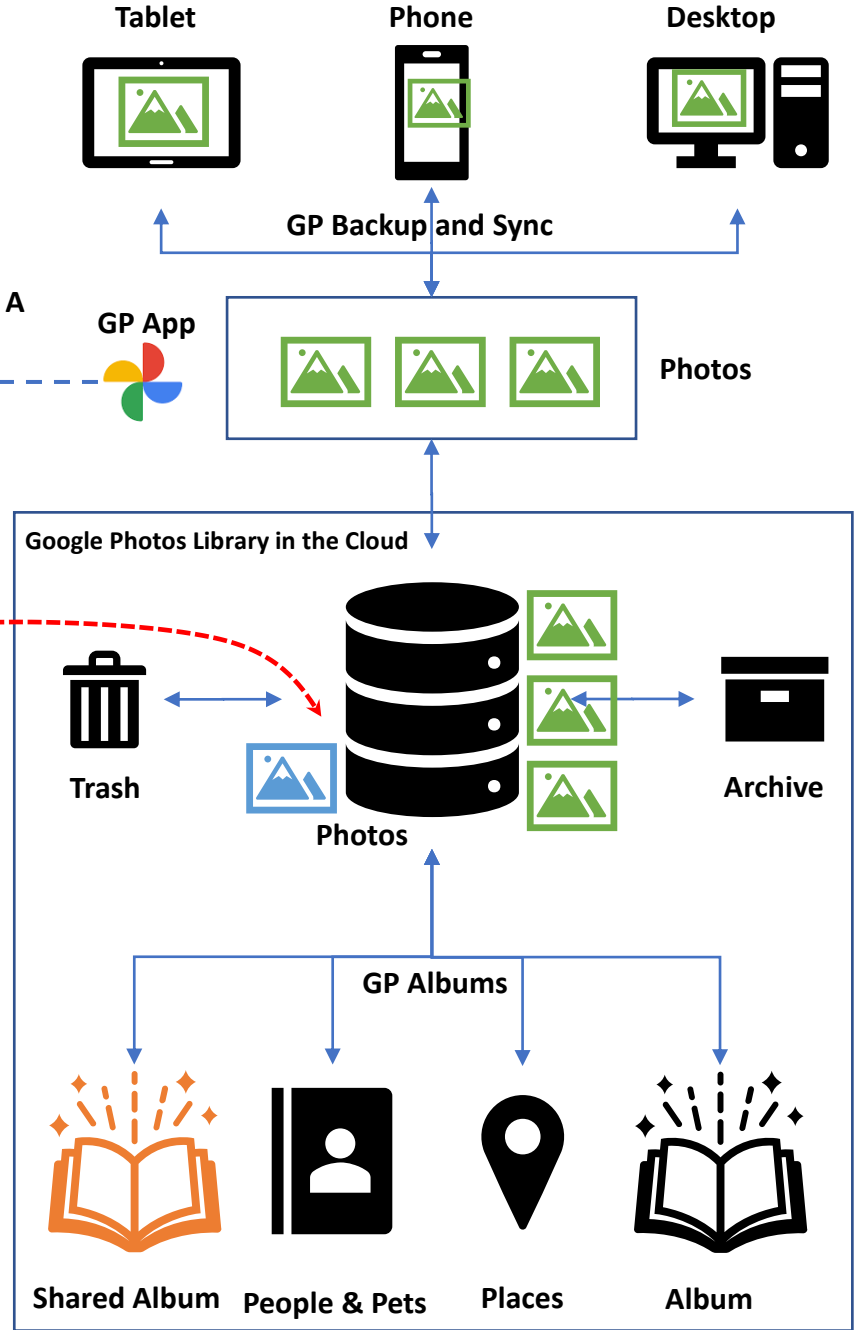 Tablet
Phone
Desktop
GP Backup and Sync
A
GP App
Photos
Google Photos Library in the Cloud
Trash
Archive
Photos
GP Albums
Shared Album
People & Pets
Places
Album